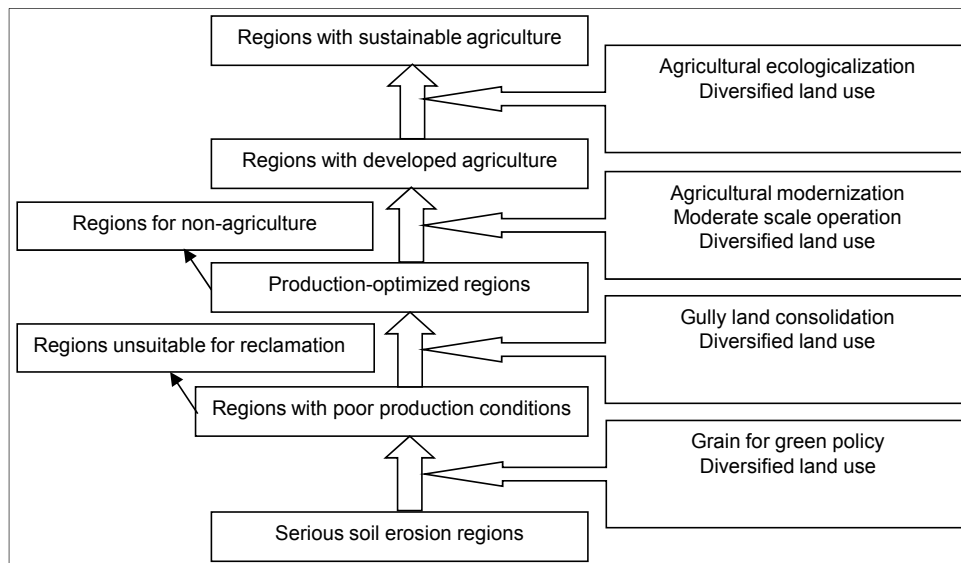 Regions with sustainable agriculture
Agricultural ecologicalization
Diversified land use
Regions with developed agriculture
Agricultural modernization
Moderate scale operation
Diversified land use
Regions for non-agriculture
Production-optimized regions
Gully land consolidation
Diversified land use
Regions unsuitable for reclamation
Regions with poor production conditions
Grain for green policy
Diversified land use
Serious soil erosion regions